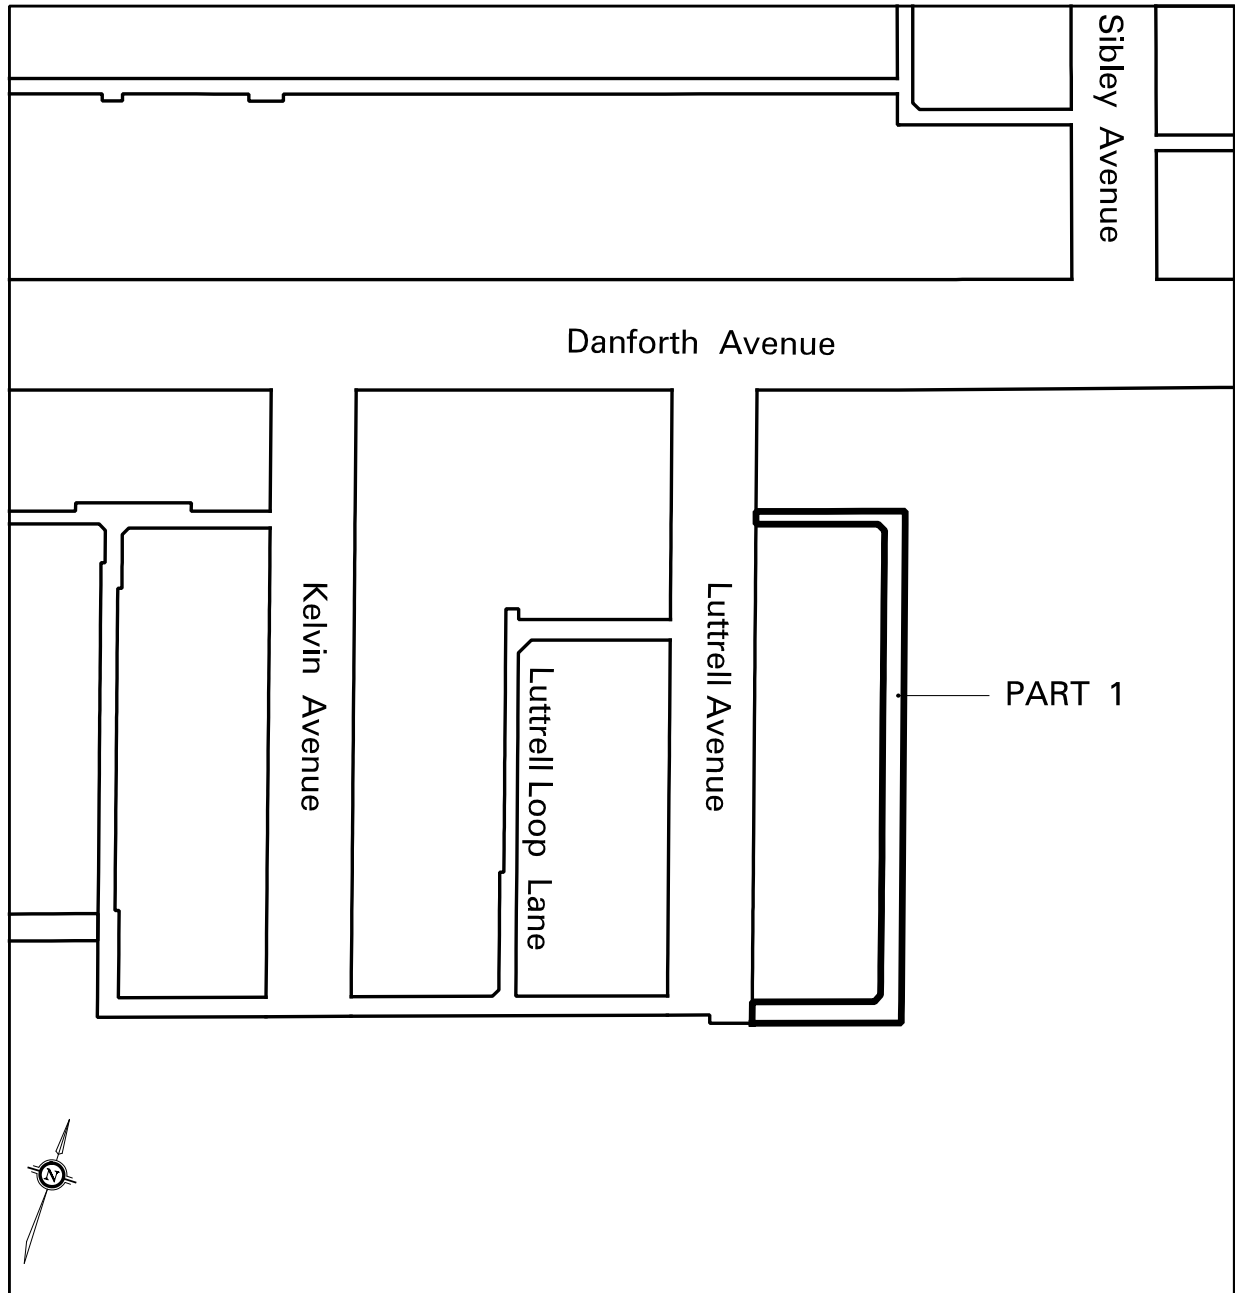 Sibley Avenue
Danforth Avenue
Kelvin Avenue
Luttrell Avenue
Luttrell Loop Lane
PART 1
N